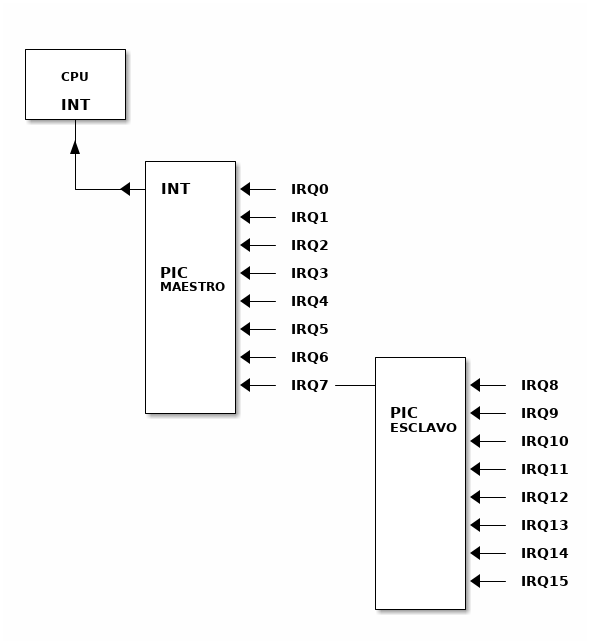 CPU
INT
INT
IRQ0
IRQ1
IRQ2
PIC
IRQ3
MAESTRO
IRQ4
IRQ5
IRQ6
IRQ7
IRQ8
PIC
IRQ9
ESCLAVO
IRQ10
IRQ11
IRQ12
IRQ13
IRQ14
IRQ15